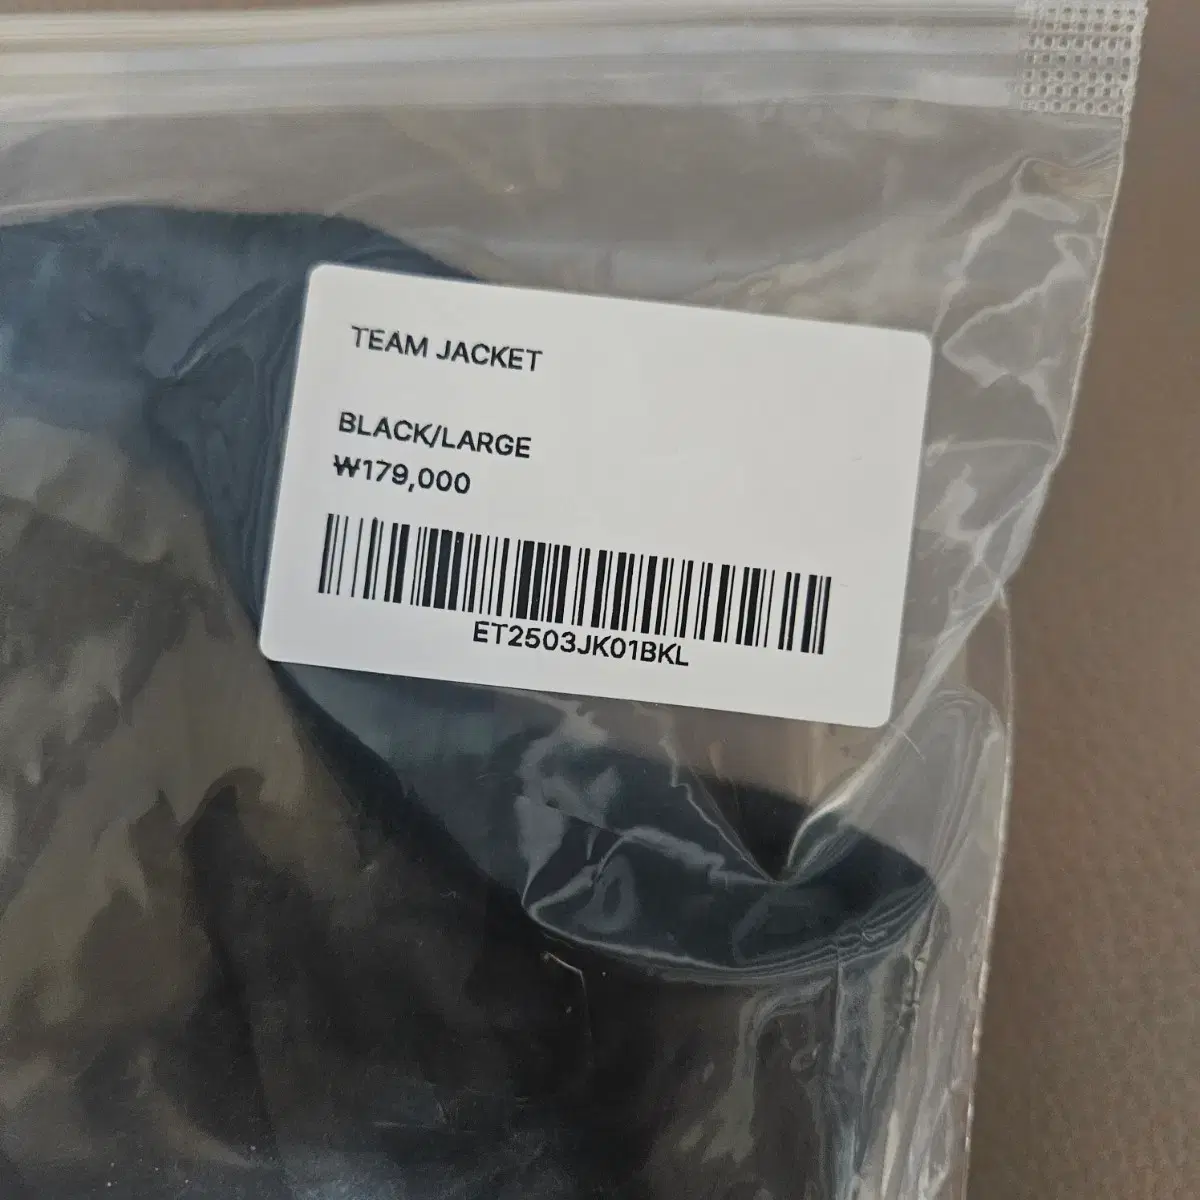 TEAM JACKET
BLACK/LARGE
₩179,000
ET2503JK01BKL